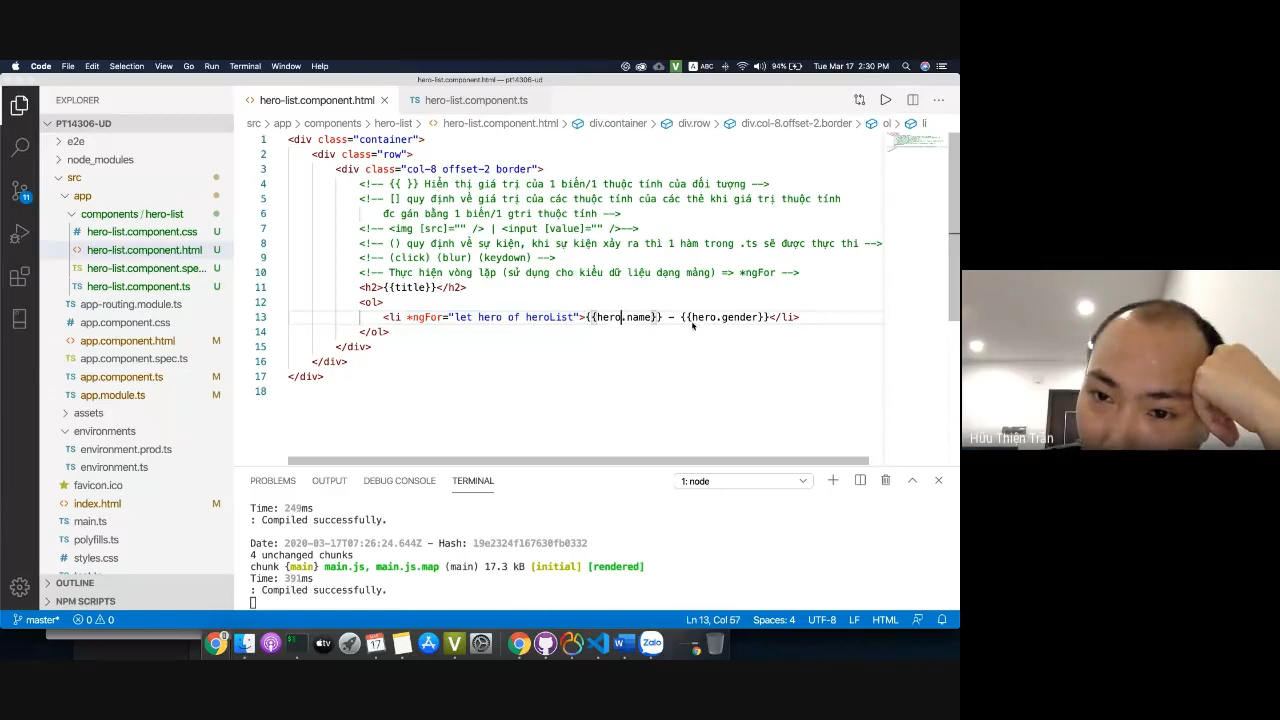 Code File Edit Selection View Go Run Terminal Window Help
V A ABC 94% Tue Mar 17 2:30 PM
hero-list.component.html — pt14306-ud
EXPLORER
PT14306-UD
e2e
node_modules
src
app
components / hero-list
hero-list.component.css U
hero-list.component.html U
hero-list.component.spe... U
hero-list.component.ts U
app-routing.module.ts
app.component.css
app.component.html M
app.component.spec.ts
app.component.ts M
app.module.ts M
assets
environments
environment.prod.ts
environment.ts
favicon.ico
index.html M
main.ts
polyfills.ts
styles.css
OUTLINE
NPM SCRIPTS
11
hero-list.component.html hero-list.component.ts
src > app > components > hero-list > hero-list.component.html > div.container > div.row > div.col-8.offset-2.border > ol > li
1 <div class="container">
2 <div class="row">
3 <div class="col-8 offset-2 border">
4 <!-- {{ }} Hiển thị giá trị của 1 biến/1 thuộc tính của đối tượng -->
5 <!-- [] quy định về giá trị của các thuộc tính của các thẻ khi giá trị thuộc tính
6 đc gán bằng 1 biến/1 gtri thuộc tính -->
7 <!-- <img [src]="" /> | <input [value]="" />-->
8 <!-- () quy định về sự kiện, khi sự kiện xảy ra thì 1 hàm trong .ts sẽ được thực thi -->
9 <!-- (click) (blur) (keydown) -->
10 <!-- Thực hiện vòng lặp (sử dụng cho kiểu dữ liệu dạng mảng) => *ngFor -->
11 <h2>{{title}}</h2>
12 <ol>
13 <li *ngFor="let hero of heroList">{{hero.name}} - {{hero.gender}}</li>
14 </ol>
15 </div>
16 </div>
17 </div>
18
PROBLEMS OUTPUT DEBUG CONSOLE TERMINAL 1: node
Time: 249ms
: Compiled successfully.
Date: 2020-03-17T07:26:24.644Z - Hash: 19e2324f167630fb0332
4 unchanged chunks
chunk {main} main.js, main.js.map (main) 17.3 kB [initial] [rendered]
Time: 391ms
: Compiled successfully.
master* 0 0 Ln 13, Col 57 Spaces: 4 UTF-8 LF HTML
tv 17 V W Zalo
Hữu Thiện Trần